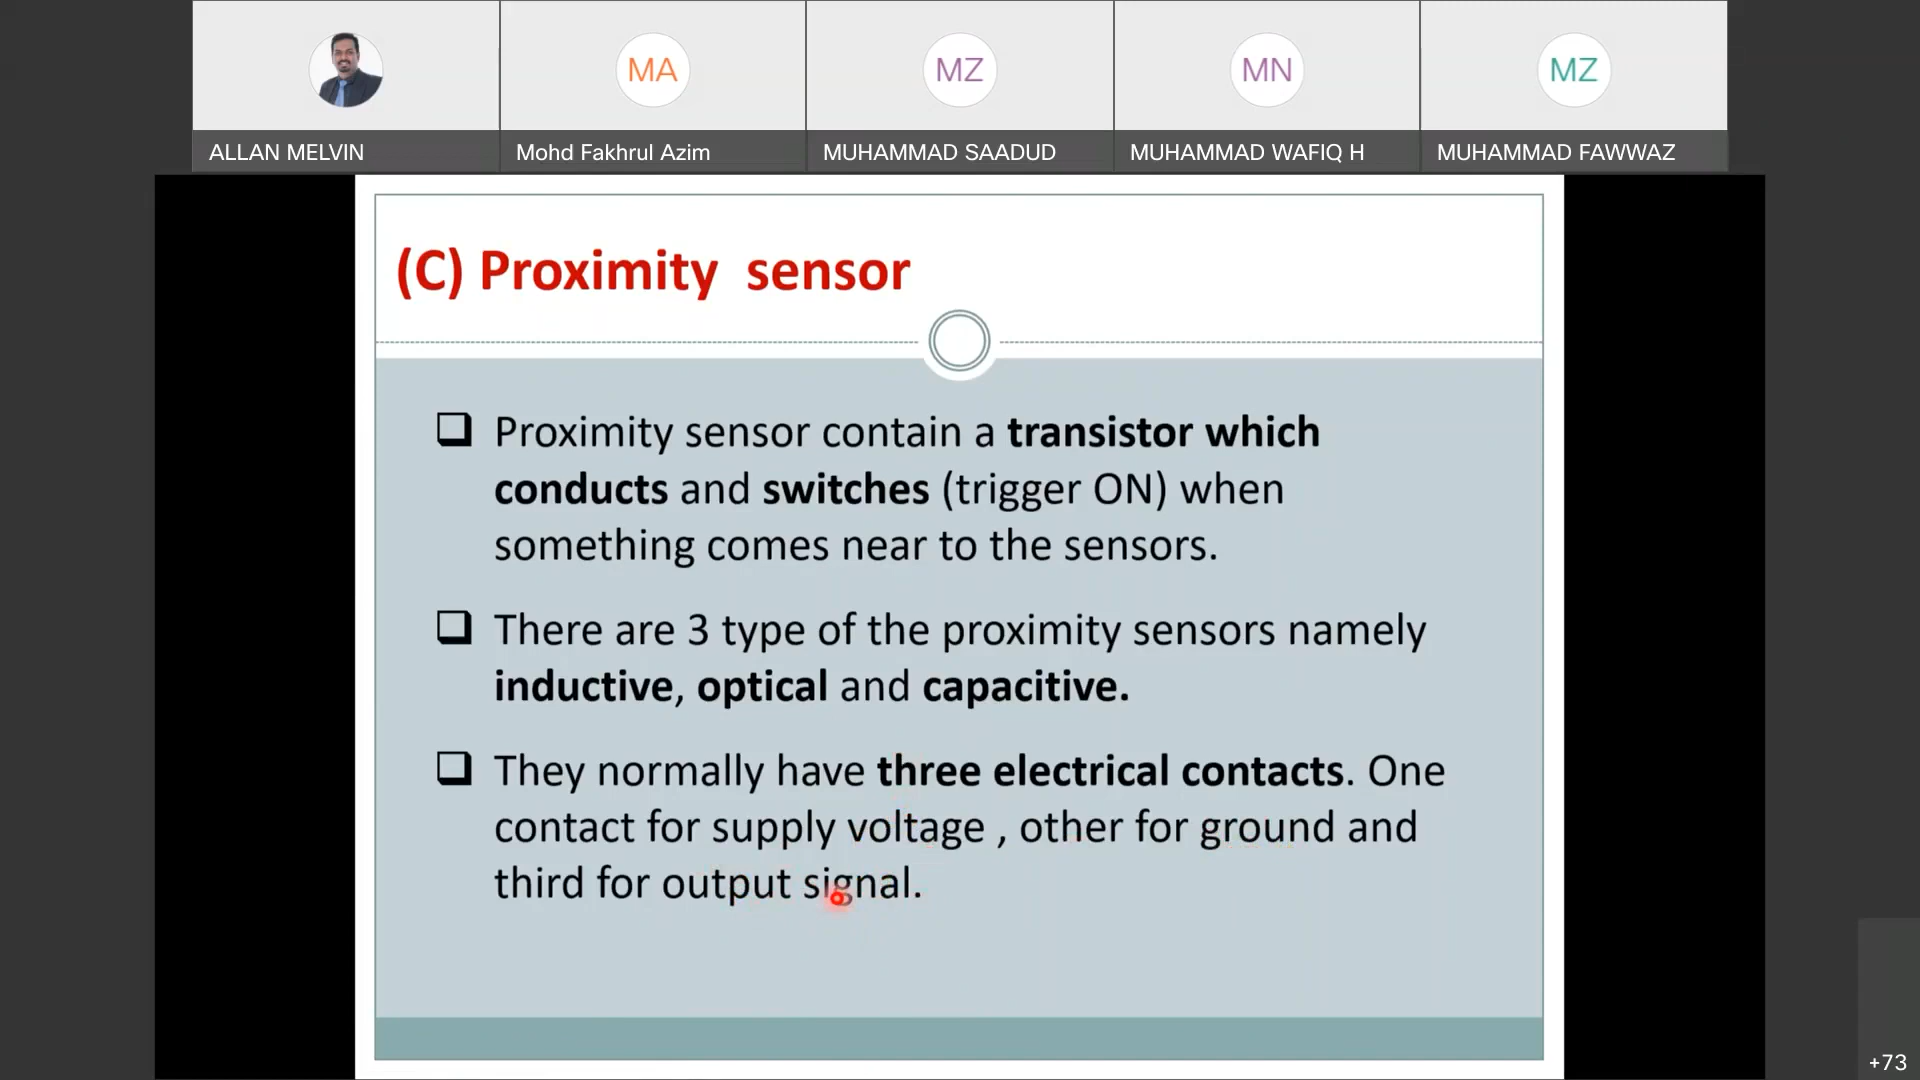 MA
MZ
MN
MZ
ALLAN MELVIN
Mohd Fakhrul Azim
MUHAMMAD SAADUD
MUHAMMAD WAFIQ H
MUHAMMAD FAWWAZ
(C) Proximity sensor
Proximity sensor contain a transistor which
conducts and switches (trigger ON) when
something comes near to the sensors.
There are 3 type of the proximity sensors namely
inductive, optical and capacitive.
They normally have three electrical contacts. One
contact for supply voltage , other for ground and
third for output signal.
+73